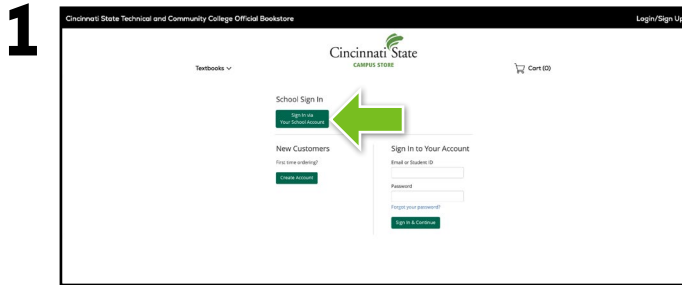 1
Cincinnati State Technical and Community College Official Bookstore
Login/Sign Up
Cincinnati State
CAMPUS STORE
Textbooks
Cart (0)
School Sign In
Sign In via
Your School Account
New Customers
First time ordering?
Create Account
Sign In to Your Account
Email or Student ID
Password
Forgot your password?
Sign In & Continue